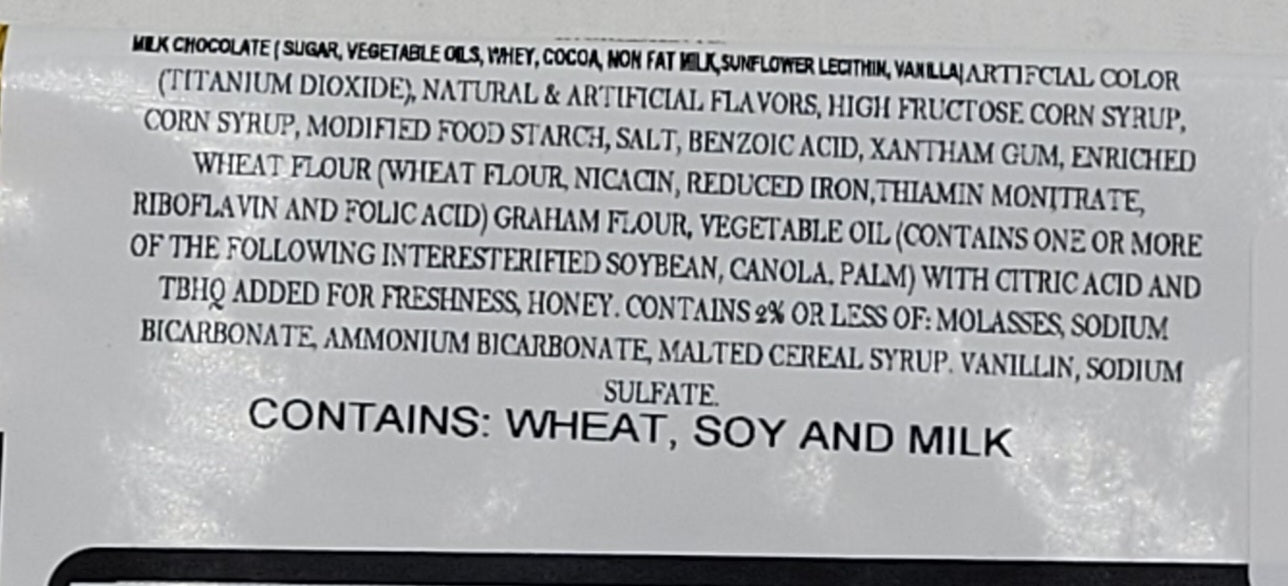 MILK CHOCOLATE ( SUGAR, VEGETABLE OILS, WHEY, COCOA, NON FAT MILK, SUNFLOWER LECITHIN, VANILLA) ARTIFCIAL COLOR
(TITANIUM DIOXIDE), NATURAL & ARTIFICIAL FLAVORS, HIGH FRUCTOSE CORN SYRUP,
CORN SYRUP, MODIFIED FOOD STARCH, SALT, BENZOIC ACID, XANTHAM GUM, ENRICHED
WHEAT FLOUR (WHEAT FLOUR, NICACIN, REDUCED IRON, THIAMIN MONITRATE,
RIBOFLAVIN AND FOLIC ACID) GRAHAM FLOUR, VEGETABLE OIL (CONTAINS ONE OR MORE
OF THE FOLLOWING INTERESTERIFIED SOYBEAN, CANOLA, PALM) WITH CITRIC ACID AND
TBHQ ADDED FOR FRESHNESS, HONEY. CONTAINS 2% OR LESS OF: MOLASSES, SODIUM
BICARBONATE, AMMONIUM BICARBONATE, MALTED CEREAL SYRUP. VANILLIN, SODIUM
SULFATE.
CONTAINS: WHEAT, SOY AND MILK